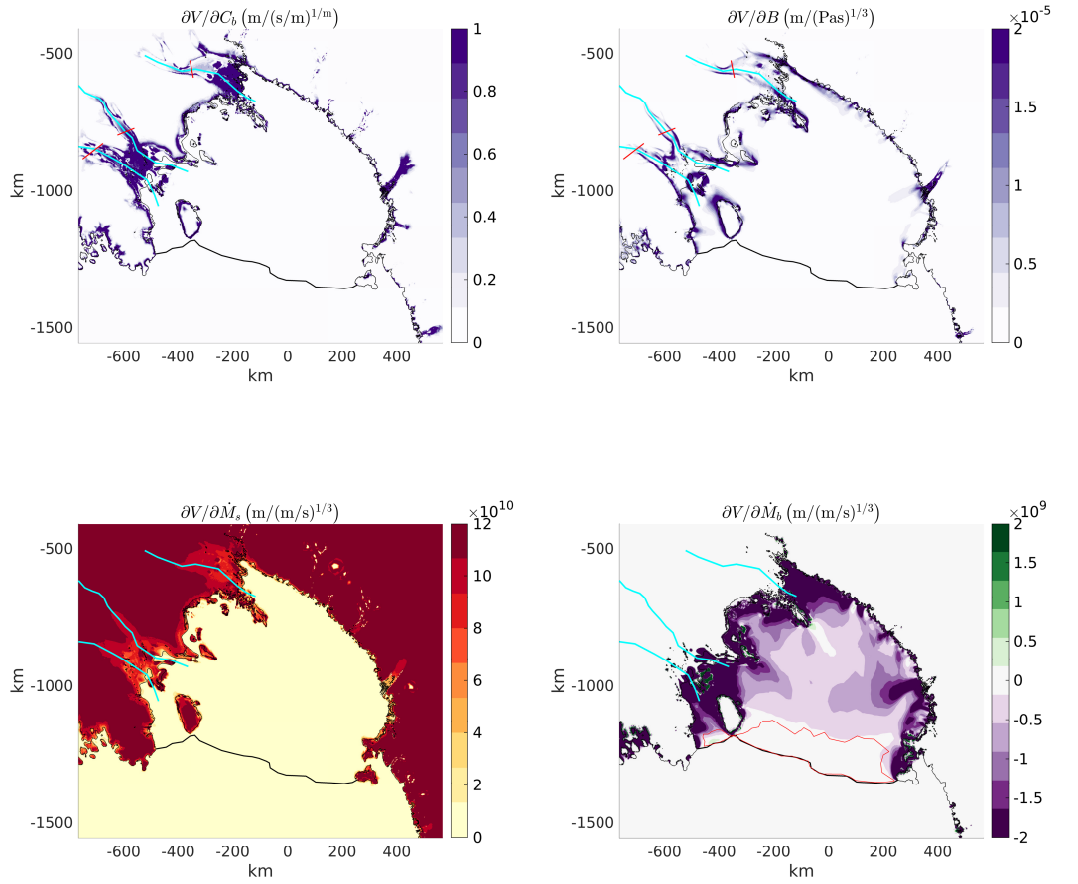 ∂V/∂C_b (m/(s/m)^{1/m})
-500
-1000
-1500
km
-600 -400 -200 0 200 400
km
1
0.8
0.6
0.4
0.2
0
∂V/∂B (m/(Pas)^{1/3})
-500
-1000
-1500
km
-600 -400 -200 0 200 400
km
×10^{-5}
2
1.5
1
0.5
0
∂V/∂Ṁ_s (m/(m/s)^{1/3})
-500
-1000
-1500
km
-600 -400 -200 0 200 400
km
×10^{10}
12
10
8
6
4
2
0
∂V/∂Ṁ_b (m/(m/s)^{1/3})
-500
-1000
-1500
km
-600 -400 -200 0 200 400
km
×10^{9}
2
1.5
1
0.5
0
-0.5
-1
-1.5
-2